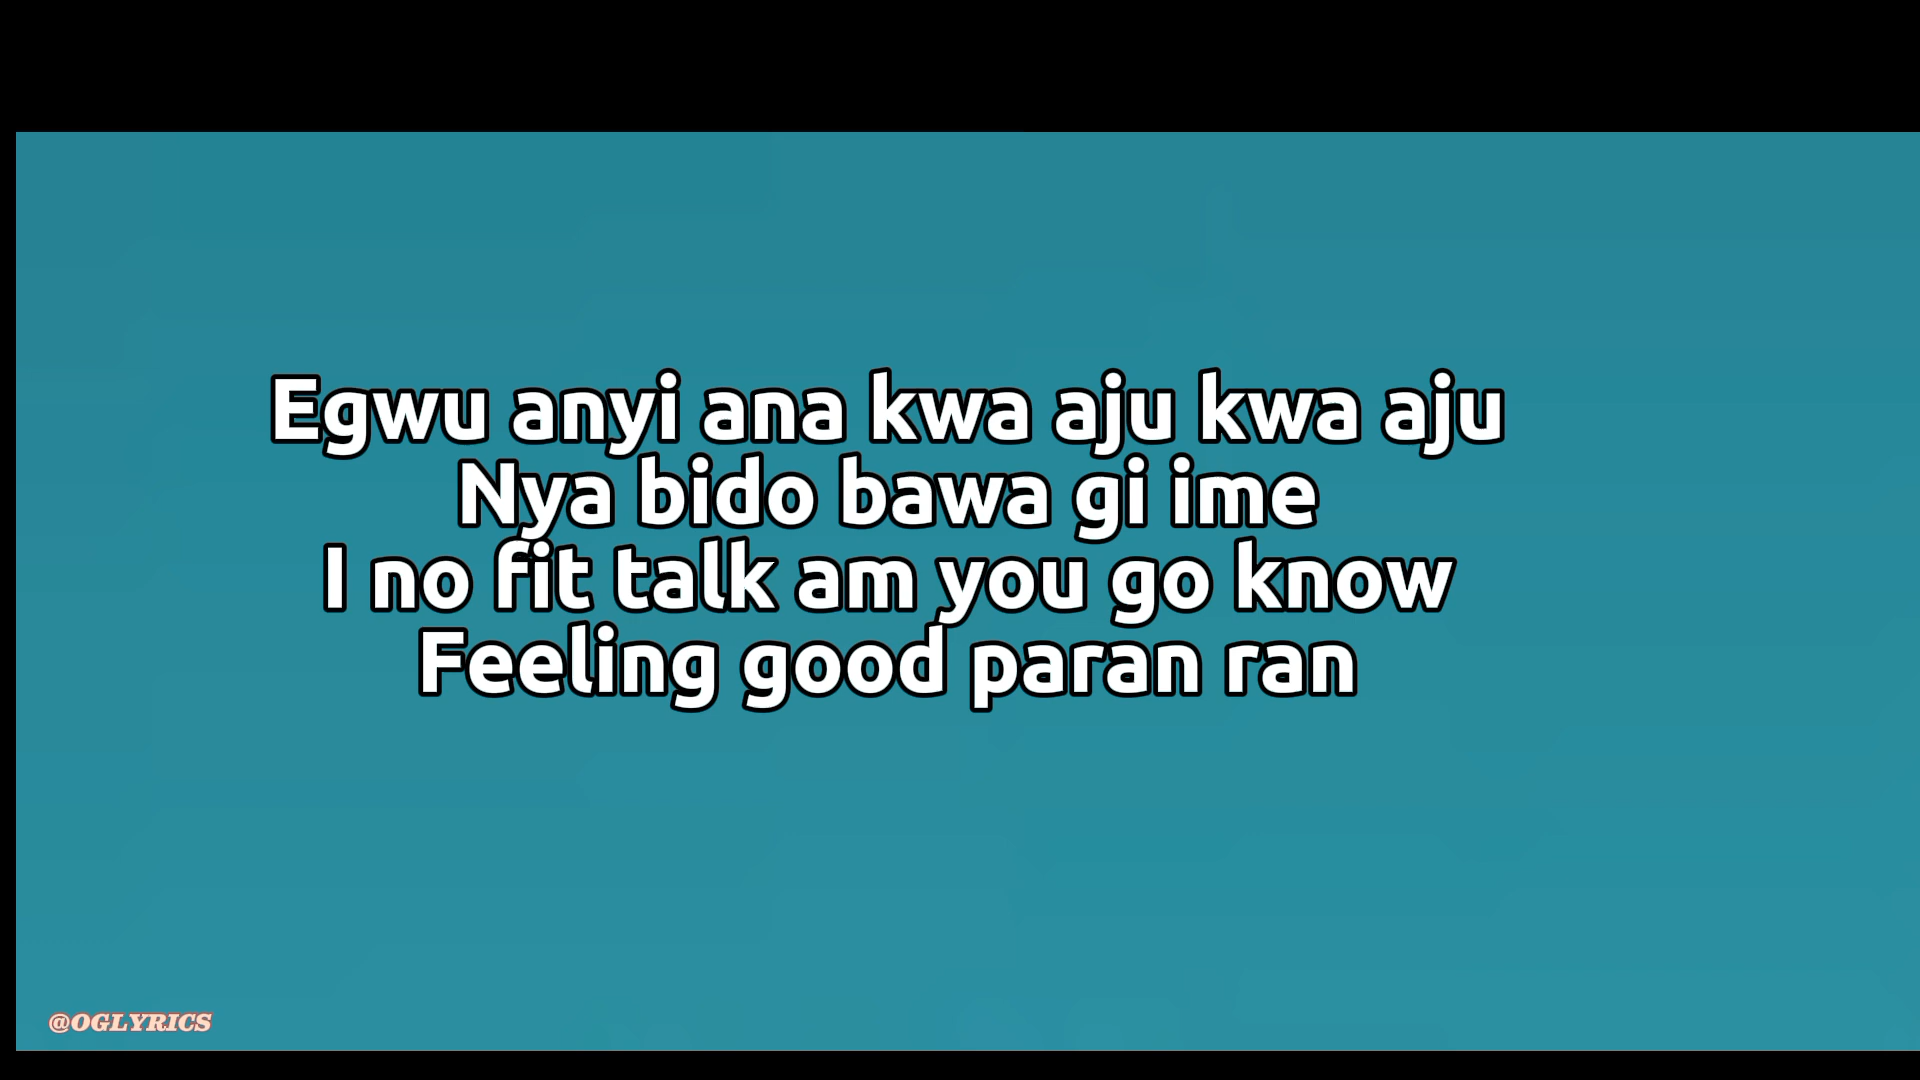 Egwu anyi ana kwa aju kwa aju
Nya bido bawa gi ime
I no fit talk am you go know
Feeling good paran ran
@OGLYRICS